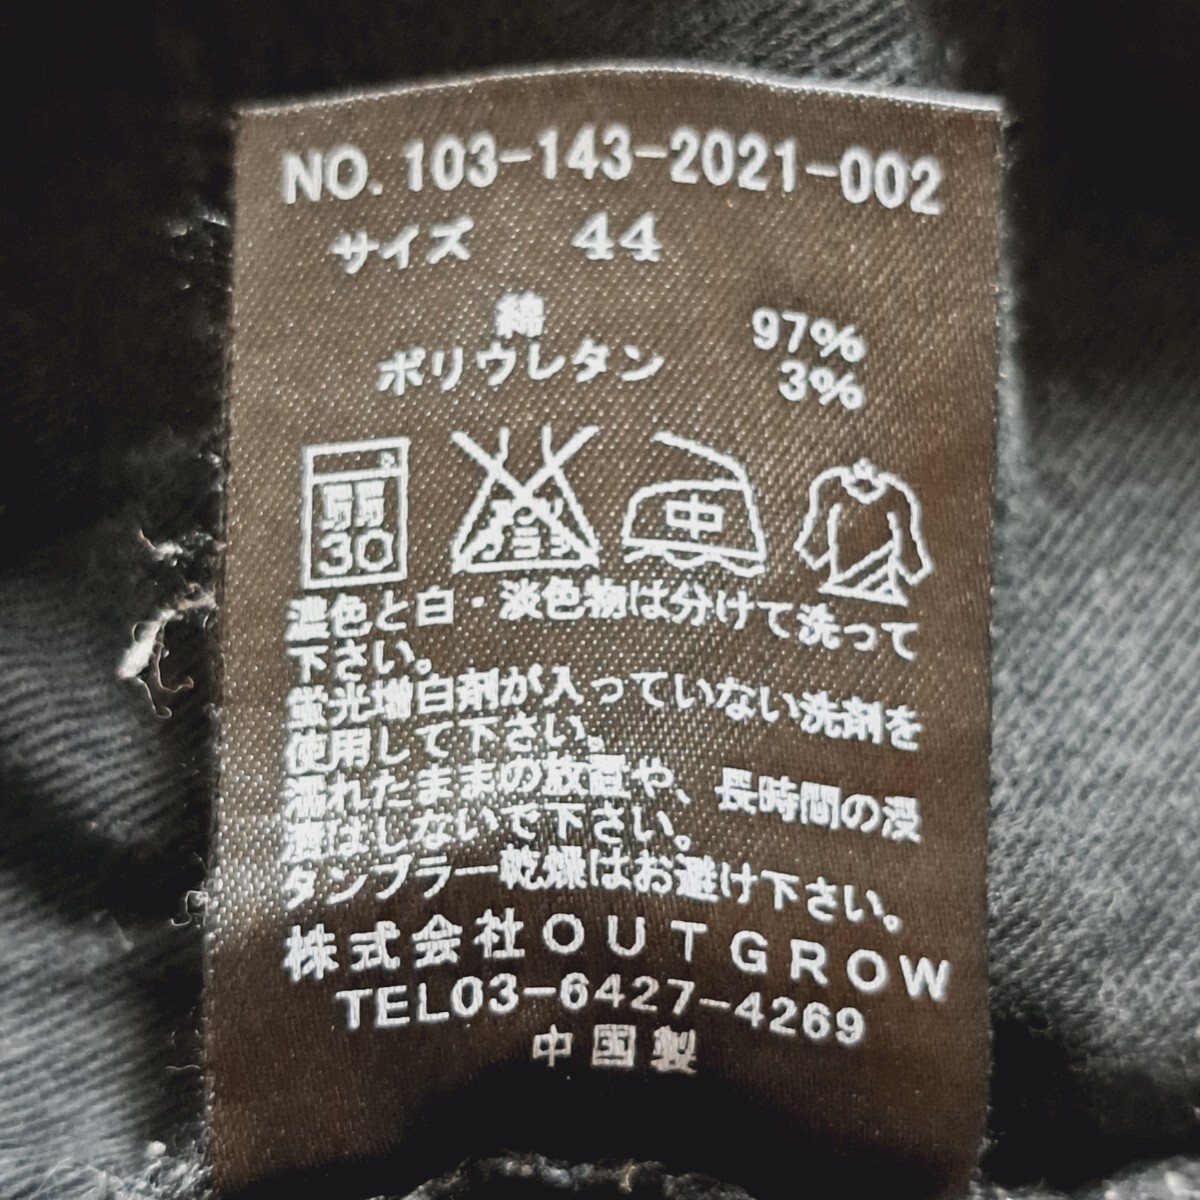 NO. 103-143-2021-002
サイズ 44
綿 97%
ポリウレタン 3%
30
中
濃色と白・淡色物は分けて洗って
下さい。
蛍光増白剤が入っていない洗剤を
使用して下さい。
濡れたままの放置や、長時間の浸
漬はしないで下さい。
タンブラー乾燥はお避け下さい。
株式会社OUTGROW
TEL03-6427-4269
中国製